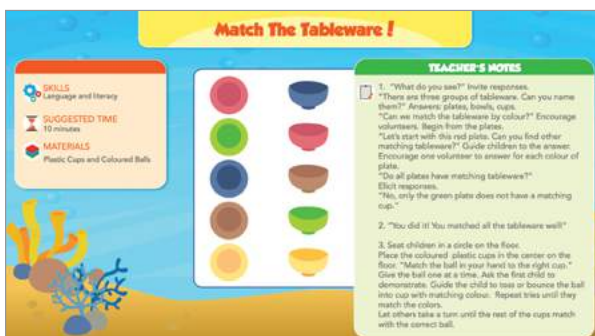 Match The Tableware!
SKILLS
Language and literacy
SUGGESTED TIME
10 minutes
MATERIALS
Plastic Cups and Coloured Balls
TEACHER'S NOTES
1. "What do you see?" Invite responses.
"There are three groups of tableware. Can you name
them?" Answers: plates, bowls, cups.
"Can we match the tableware by colour?" Encourage
volunteers. Begin from the plates.
"Let's start with this red plate. Can you find other
matching tableware?" Guide children to the answer.
Encourage one volunteer to answer for each colour of
plate.
"Do all plates have matching tableware?"
Elicit responses.
"No, only the green plate does not have a matching
cup."
2. "You did it! You matched all the tableware well!"
3. Seat children in a circle on the floor.
Place the coloured plastic cups in the center on the
floor. "Match the ball in your hand to the right cup."
Give the ball one at a time. Ask the first child to
demonstrate. Guide the child to toss or bounce the ball
into cup with matching colour. Repeat tries until they
match the colors.
Let others take a turn until the rest of the cups match
with the correct ball.